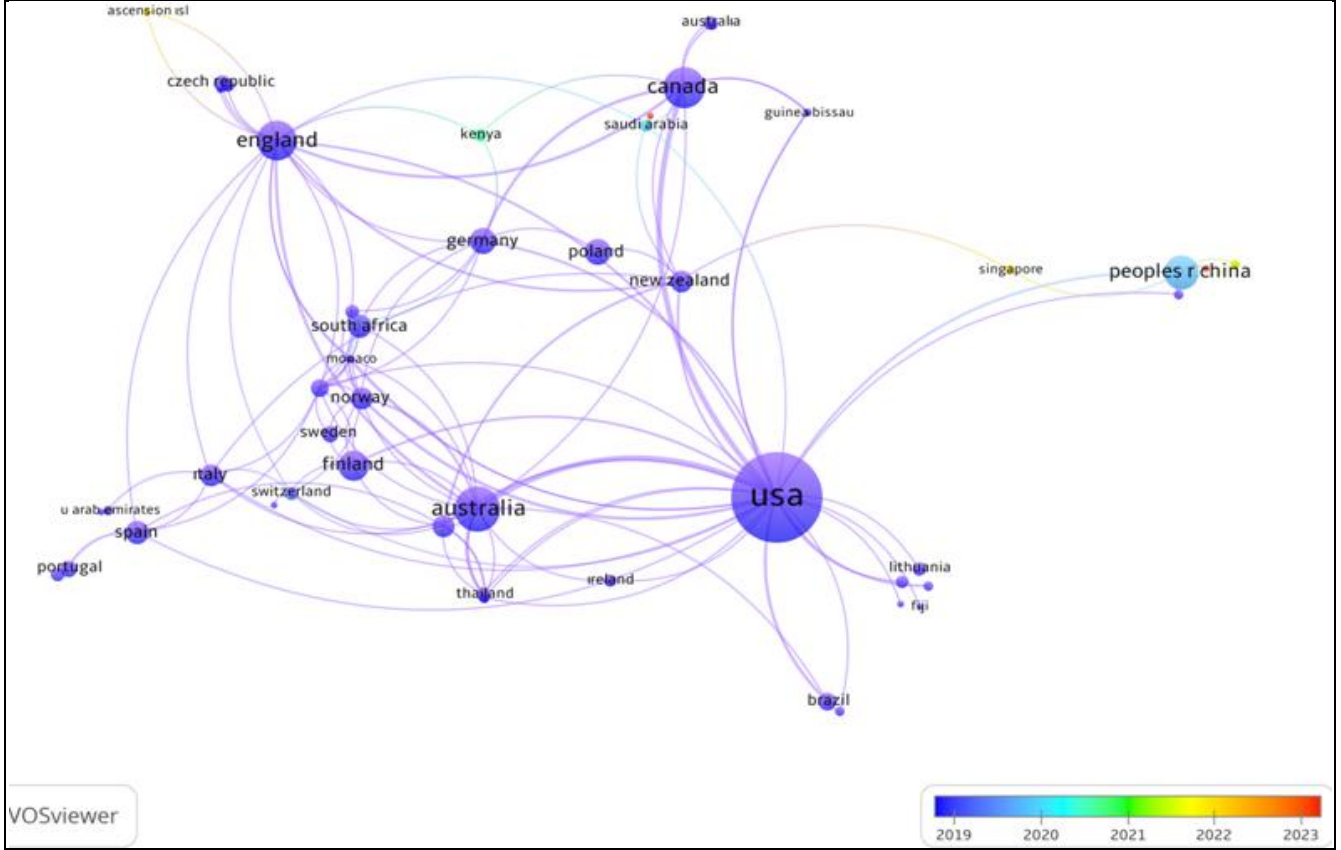 ascension isl
australia
czech republic
canada
guinea-bissau
saudi arabia
kenya
england
germany
poland
new zealand
singapore
peoples r china
south africa
monaco
norway
sweden
finland
italy
switzerland
usa
australia
u arab emirates
spain
portugal
lithuania
ireland
thailand
fiji
brazil
VOSviewer
2019 2020 2021 2022 2023